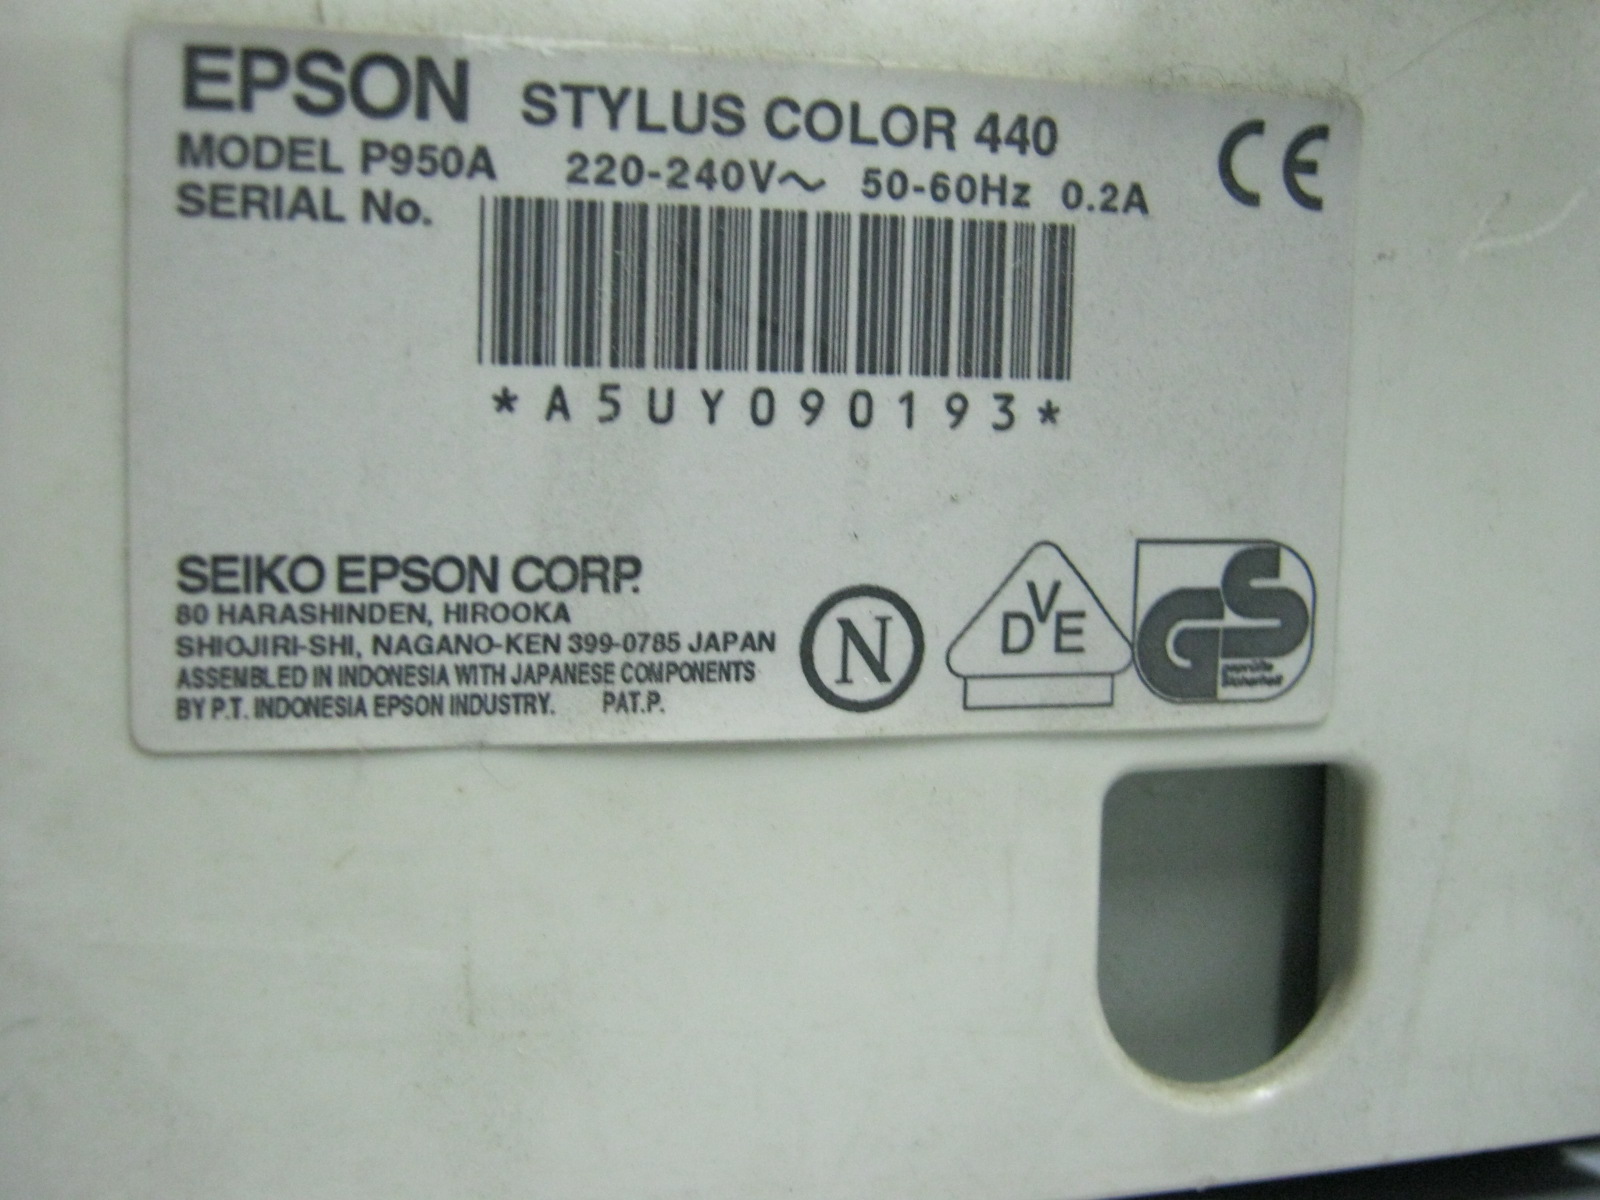 EPSON STYLUS COLOR 440
MODEL P950A 220-240V~ 50-60Hz 0.2A
CE
SERIAL No.
*A5UY090193*
SEIKO EPSON CORP.
80 HARASHINDEN, HIROOKA
SHIOJIRI-SHI, NAGANO-KEN 399-0785 JAPAN
ASSEMBLED IN INDONESIA WITH JAPANESE COMPONENTS
BY P.T. INDONESIA EPSON INDUSTRY. PAT.P.
N
DVE
GS
geprüfte
Sicherheit